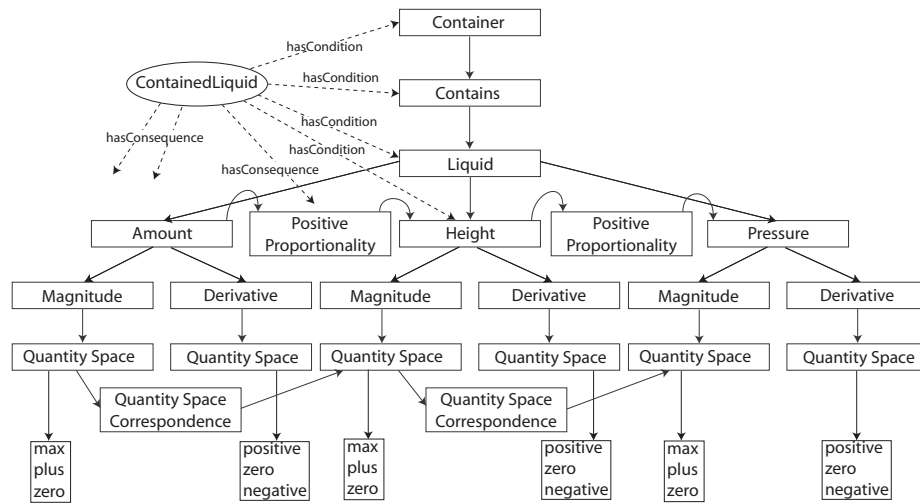 Container
hasCondition
ContainedLiquid
hasCondition
Contains
hasCondition
hasConsequence
hasCondition
Liquid
hasConsequence
Amount
Positive
Proportionality
Height
Positive
Proportionality
Pressure
Magnitude
Derivative
Magnitude
Derivative
Magnitude
Derivative
Quantity Space
Quantity Space
Quantity Space
Quantity Space
Quantity Space
Quantity Space
Quantity Space
Correspondence
Quantity Space
Correspondence
max
plus
zero
positive
zero
negative
max
plus
zero
positive
zero
negative
max
plus
zero
positive
zero
negative